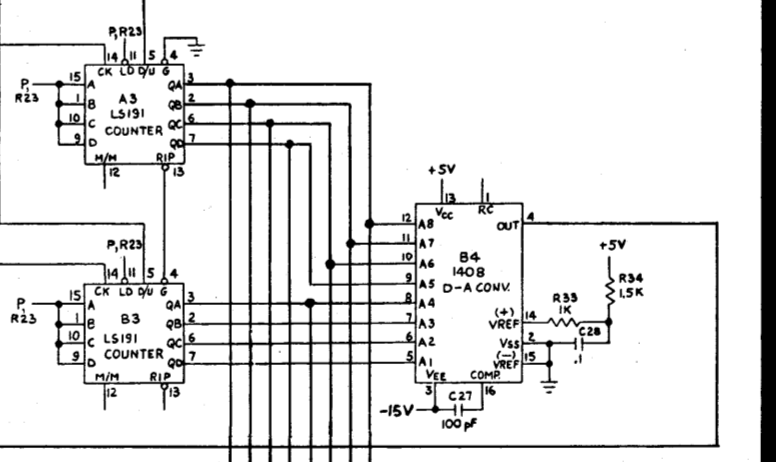 P,R23
14 11 5 4
CK LD D/U G
P,
R23
15 A QA 3
1 B QB 2
10 C QC 6
9 D QD 7
A3
LS191
COUNTER
M/M RIP
12 13
P,R23
14 11 5 4
CK LD D/U G
P,
R23
15 A QA 3
1 B QB 2
10 C QC 6
9 D QD 7
B3
LS191
COUNTER
M/M RIP
12 13
+5V
13 1
VCC RC
12 A8
11 A7
10 A6
9 A5
8 A4
7 A3
6 A2
5 A1
B4
1408
D-A CONV.
OUT 4
(+)
VREF 14
VSS 2
(-)
VREF 15
VEE COMP.
3 16
-15V
C27
100pF
R33
1K
+5V
R34
1.5K
C28
.1